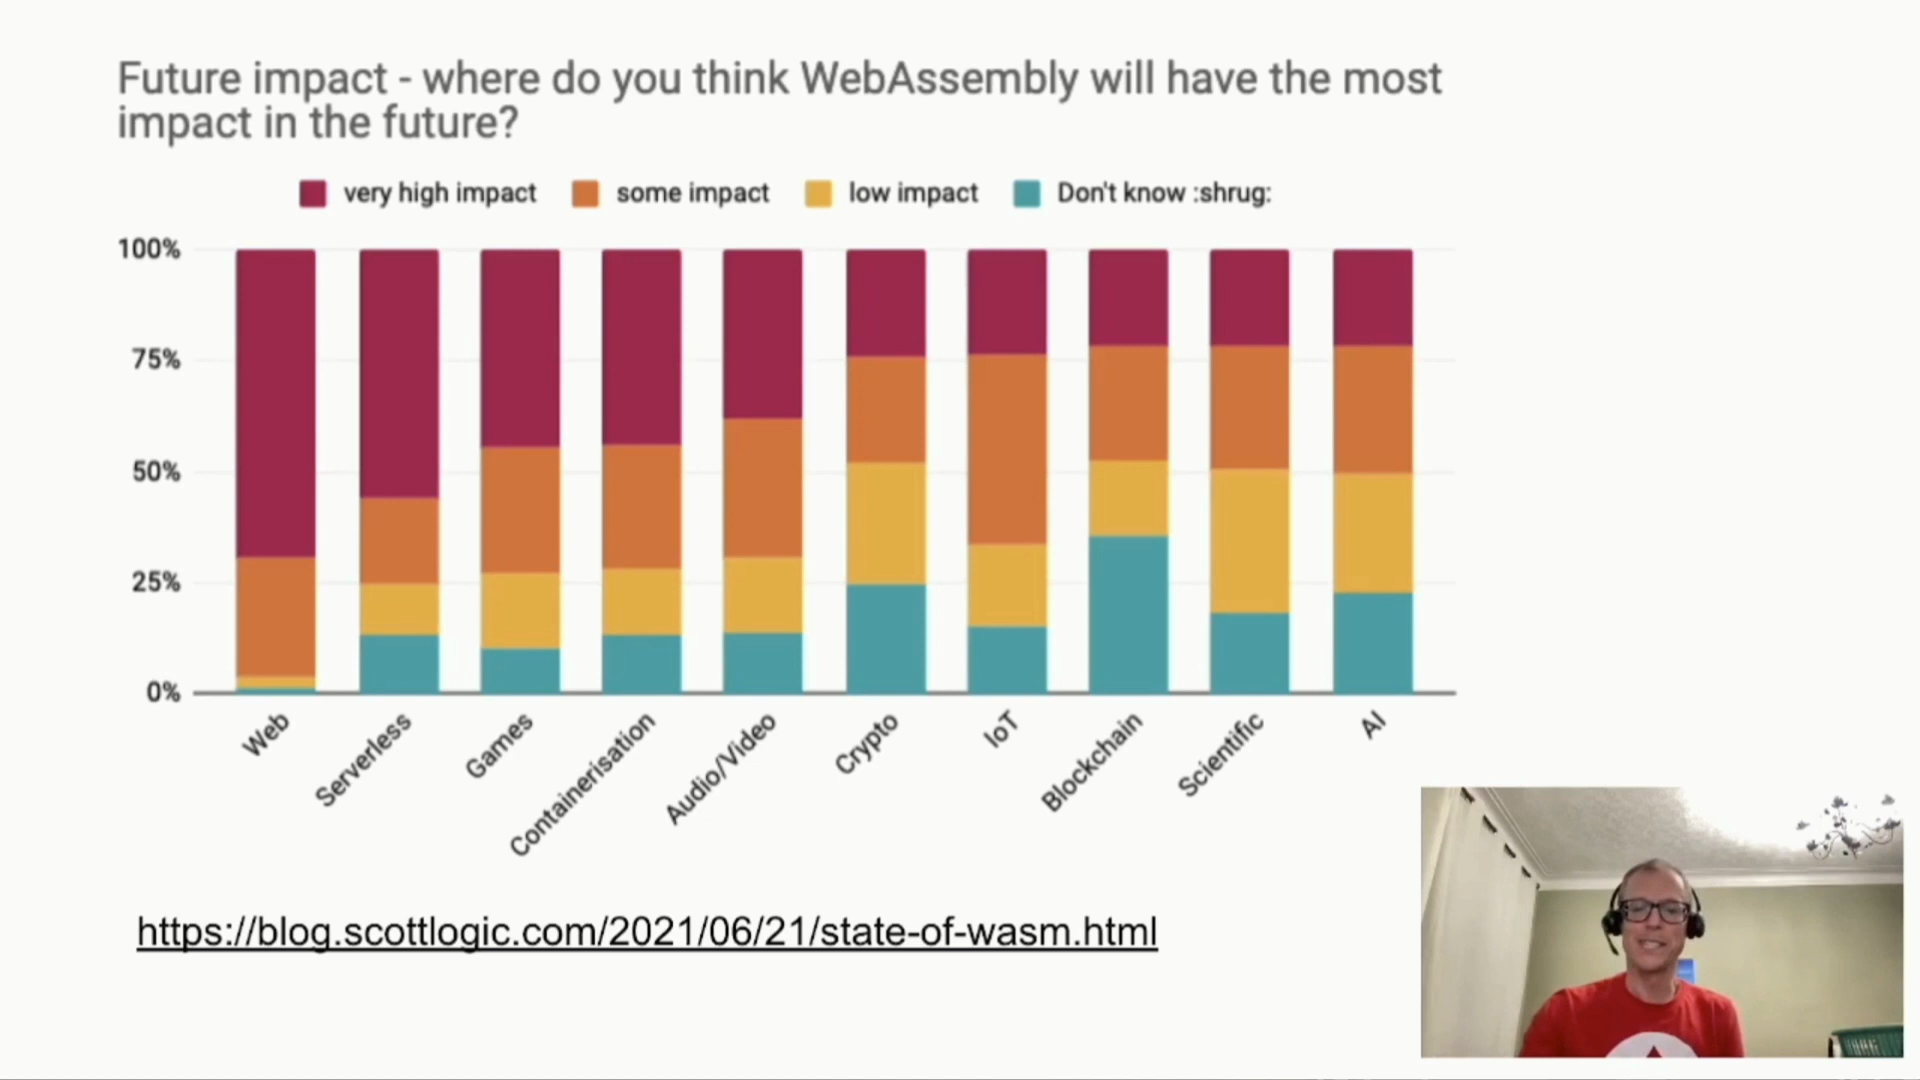 Future impact - where do you think WebAssembly will have the most
impact in the future?
very high impact some impact low impact Don't know :shrug:
100%
75%
50%
25%
0%
Web Serverless Games Containerisation Audio/Video Crypto IoT Blockchain Scientific AI
https://blog.scottlogic.com/2021/06/21/state-of-wasm.html